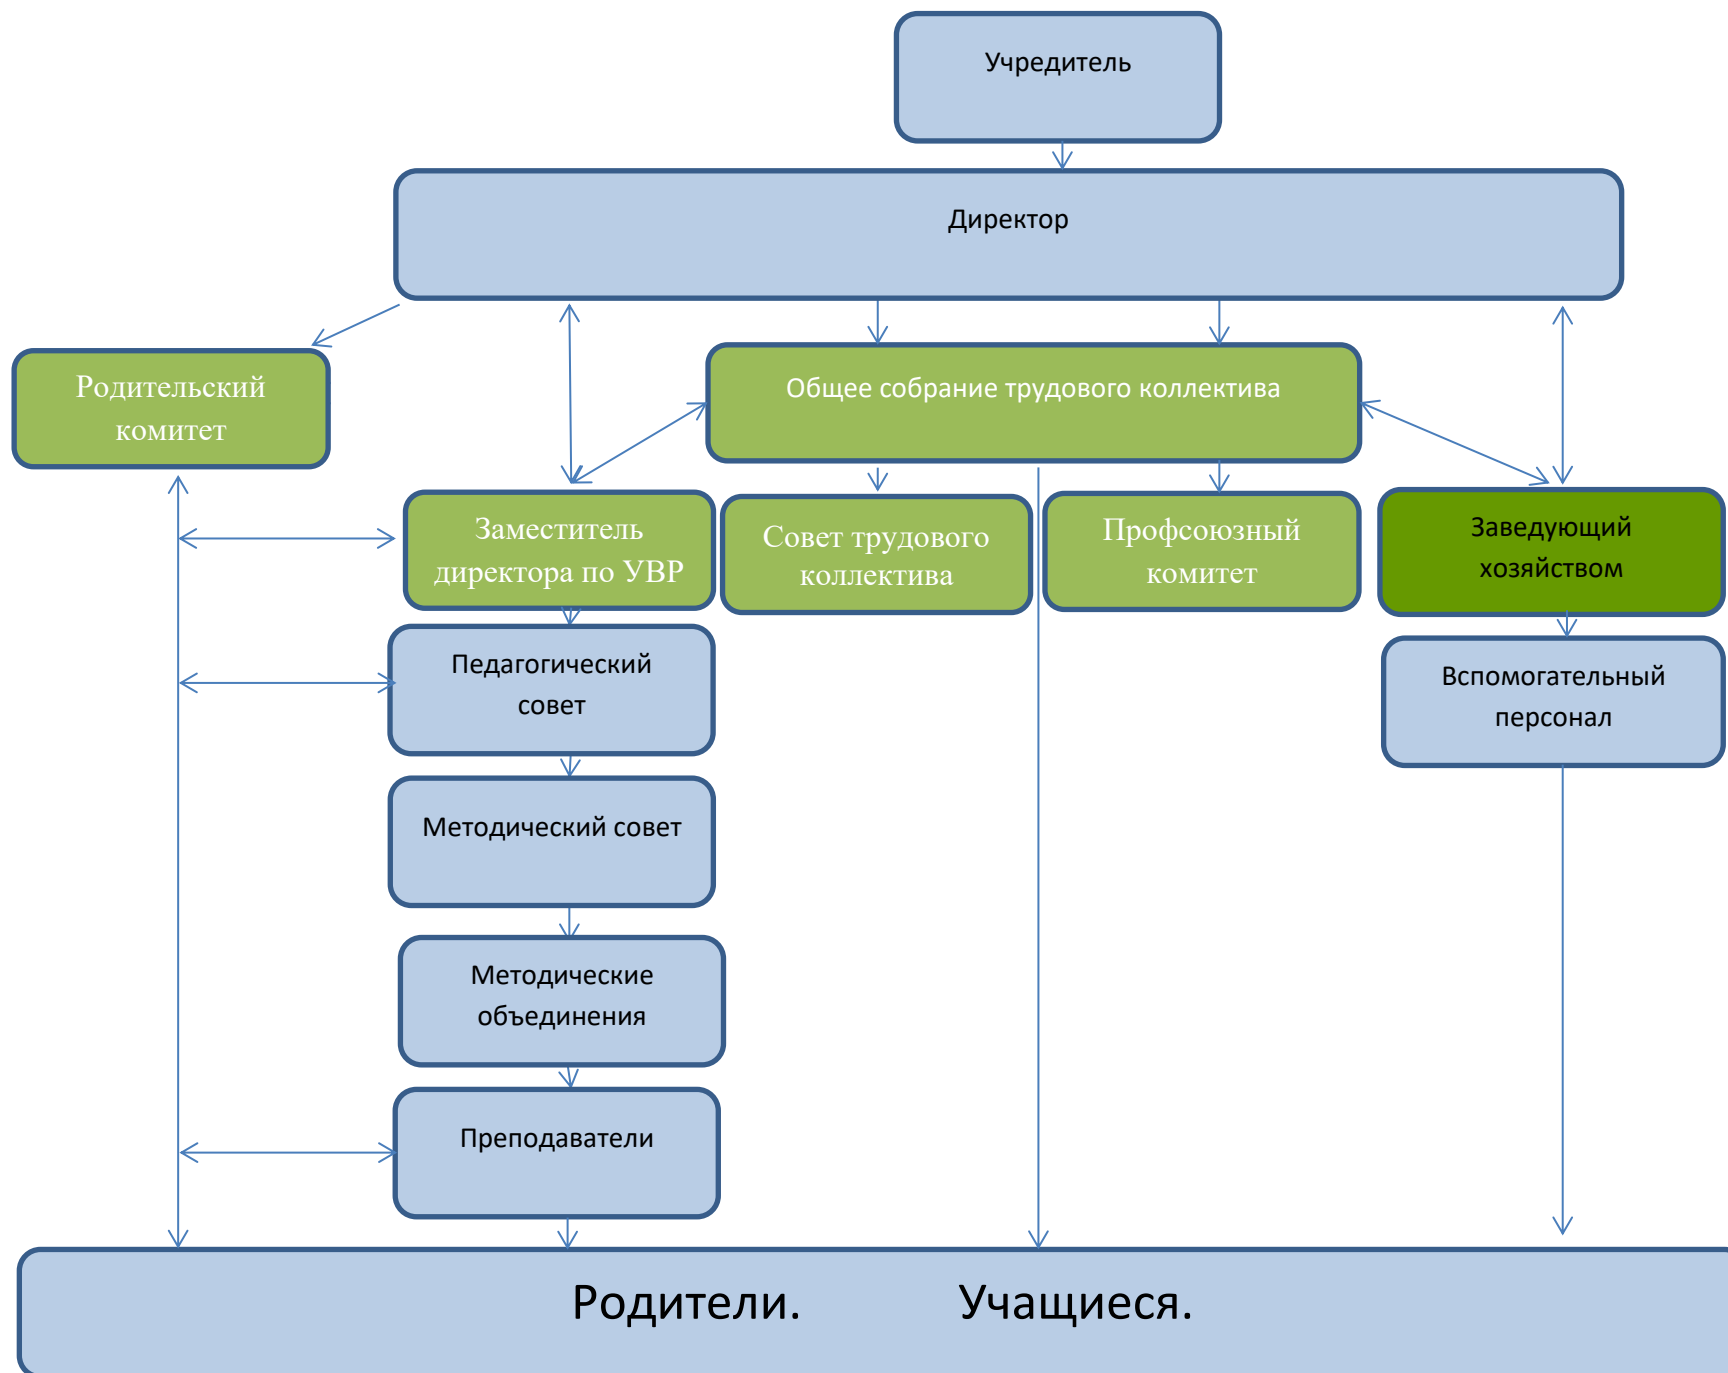 Учредитель
Директор
Родительский
комитет
Общее собрание трудового коллектива
Заместитель
директора по УВР
Совет трудового
коллектива
Профсоюзный
комитет
Заведующий
хозяйством
Педагогический
совет
Вспомогательный
персонал
Методический совет
Методические
объединения
Преподаватели
Родители. Учащиеся.